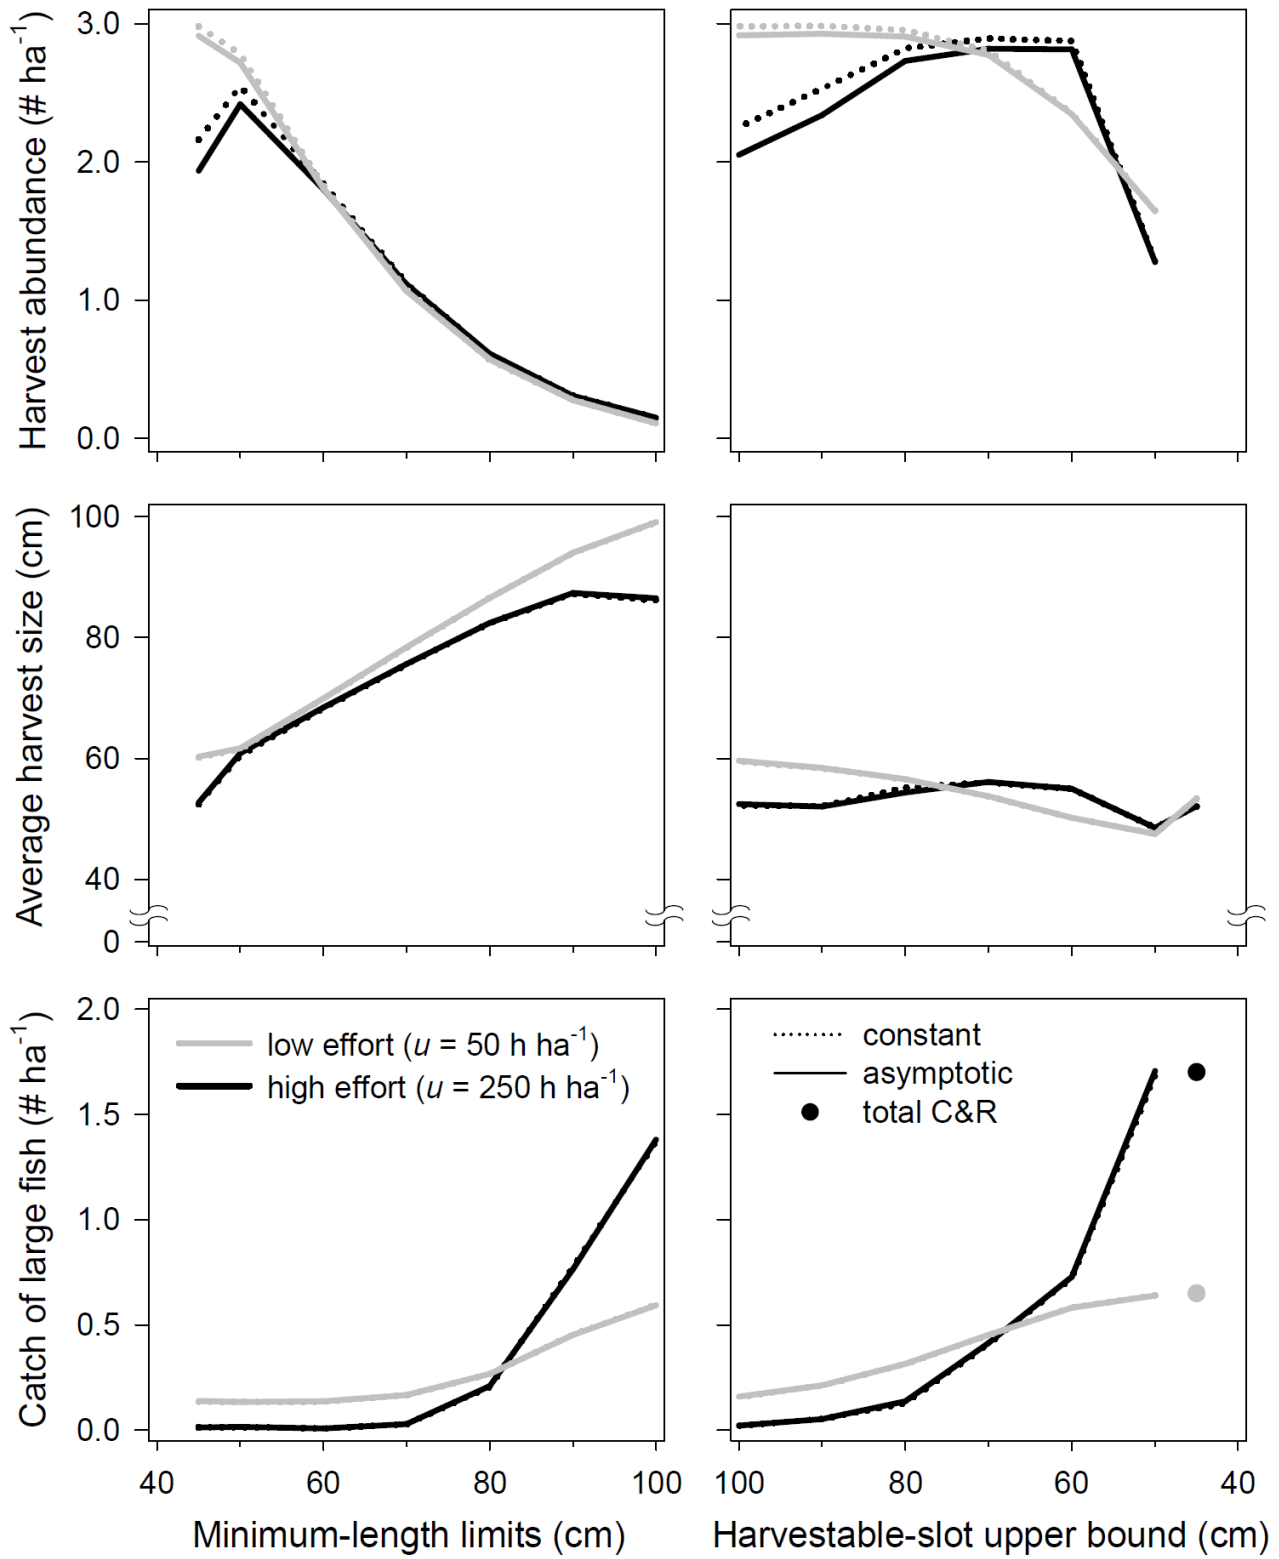 Harvest abundance (# ha⁻¹)
3.0
2.0
1.0
0.0
Average harvest size (cm)
100
80
60
40
0
Catch of large fish (# ha⁻¹)
2.0
1.5
1.0
0.5
0.0
low effort (u = 50 h ha⁻¹)
high effort (u = 250 h ha⁻¹)
constant
asymptotic
total C&R
40 60 80 100
100 80 60 40
Minimum-length limits (cm)
Harvestable-slot upper bound (cm)